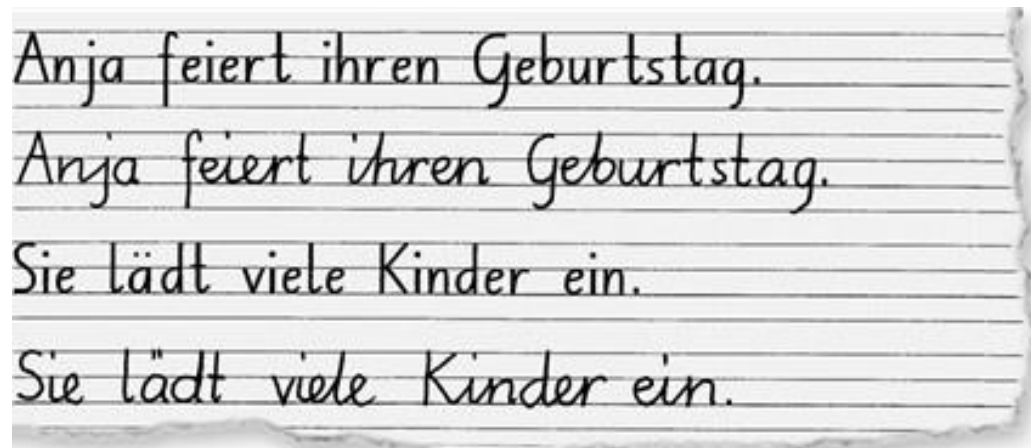 Anja feiert ihren Geburtstag.
Anja feiert ihren Geburtstag.
Sie lädt viele Kinder ein.
Sie lädt viele Kinder ein.